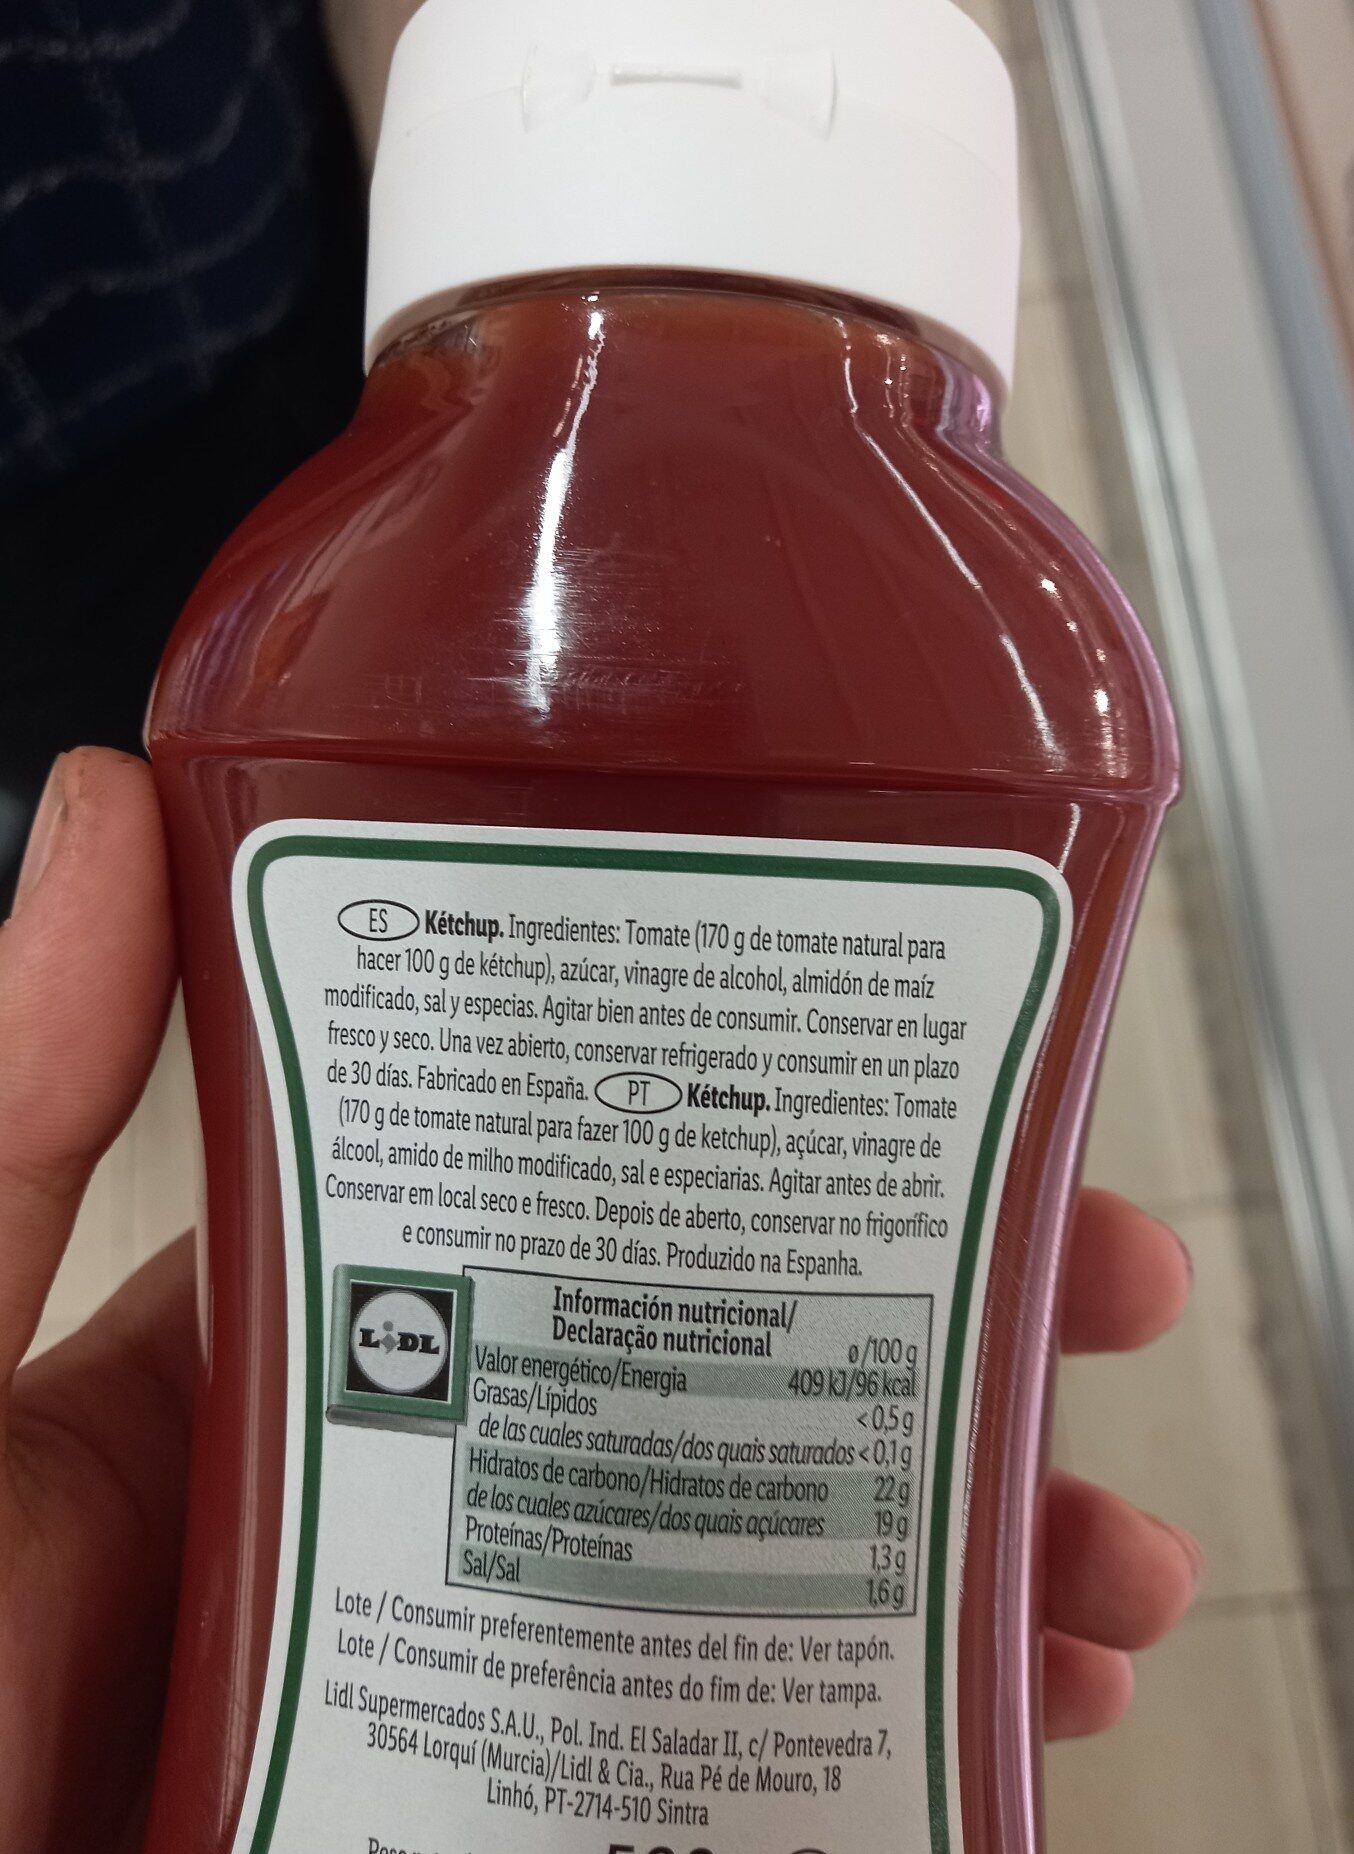 ES Kétchup. Ingredientes: Tomate (170 g de tomate natural para
hacer 100 g de kétchup), azúcar, vinagre de alcohol, almidón de maíz
modificado, sal y especias. Agitar bien antes de consumir. Conservar en lugar
fresco y seco. Una vez abierto, conservar refrigerado y consumir en un plazo
de 30 días. Fabricado en España. PT Kétchup. Ingredientes: Tomate
(170 g de tomate natural para fazer 100 g de ketchup), açúcar, vinagre de
álcool, amido de milho modificado, sal e especiarias. Agitar antes de abrir.
Conservar em local seco e fresco. Depois de aberto, conservar no frigorífico
e consumir no prazo de 30 días. Produzido na Espanha.
LIDL
Información nutricional/
Declaração nutricional ø/100 g
Valor energético/Energia 409 kJ/96 kcal
Grasas/Lípidos <0,5 g
de las cuales saturadas/dos quais saturados <0,1 g
Hidratos de carbono/Hidratos de carbono 22 g
de los cuales azúcares/dos quais açúcares 19 g
Proteínas/Proteínas 1,3 g
Sal/Sal 1,6 g
Lote / Consumir preferentemente antes del fin de: Ver tapón.
Lote / Consumir de preferência antes do fim de: Ver tampa.
Lidl Supermercados S.A.U., Pol. Ind. El Saladar II, c/ Pontevedra 7,
30564 Lorquí (Murcia)/Lidl & Cia., Rua Pé de Mouro, 18
Linhó, PT-2714-510 Sintra